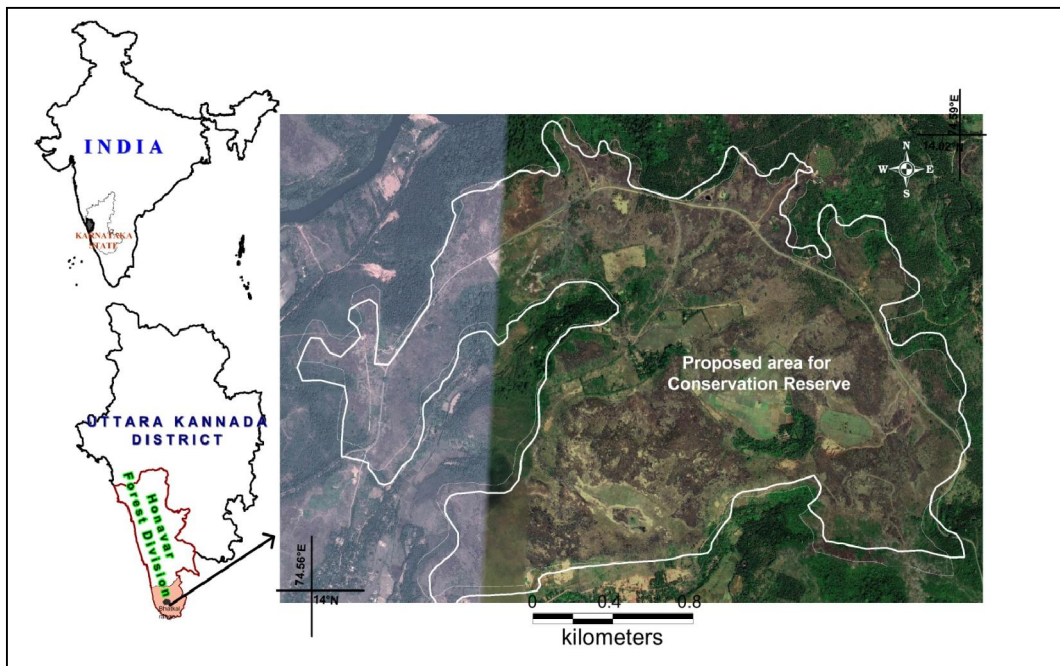 INDIA
KARNATAKA
STATE
UTTARA KANNADA
DISTRICT
Honavar
Forest Division
Bhatkal
74.59°E
14.02°N
N
W
E
S
Proposed area for
Conservation Reserve
74.56°E
14°N
0 0.4 0.8
kilometers